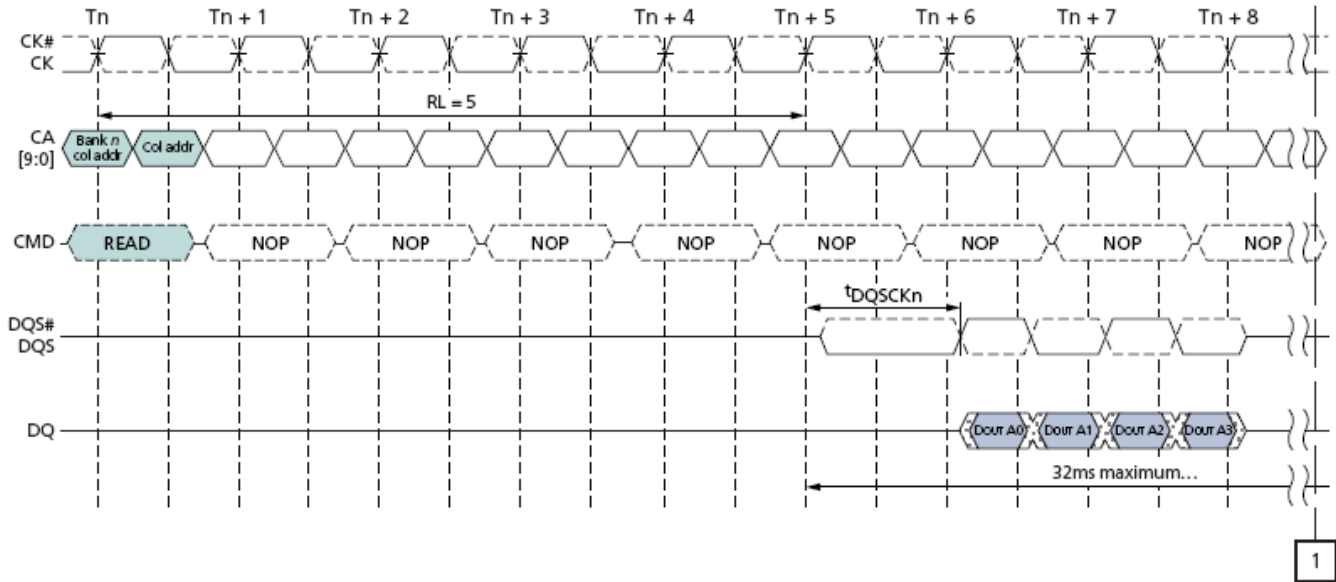 Tn Tn + 1 Tn + 2 Tn + 3 Tn + 4 Tn + 5 Tn + 6 Tn + 7 Tn + 8
CK#
CK
RL = 5
CA
[9:0]
Bank n
col addr
Col addr
CMD READ NOP NOP NOP NOP NOP NOP NOP NOP
tDQSCKn
DQS#
DQS
DQ DOUT A0 DOUT A1 DOUT A2 DOUT A3
32ms maximum…
1